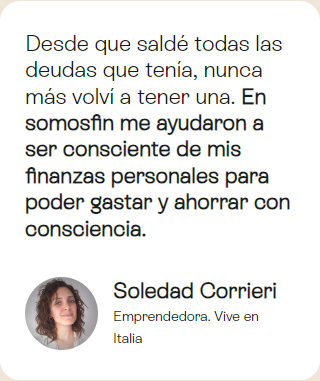 Desde que saldé todas las
deudas que tenía, nunca
más volví a tener una. En
somosfin me ayudaron a
ser consciente de mis
finanzas personales para
poder gastar y ahorrar con
consciencia.
Soledad Corrieri
Emprendedora. Vive en
Italia